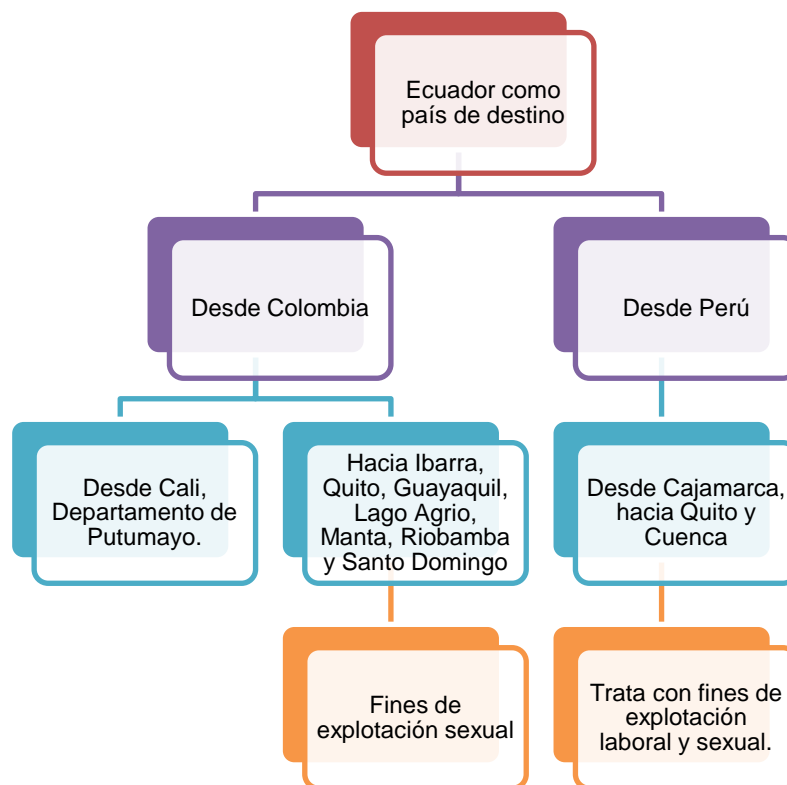 Ecuador como
país de destino
Desde Colombia
Desde Perú
Desde Cali,
Departamento de
Putumayo.
Hacia Ibarra,
Quito, Guayaquil,
Lago Agrio,
Manta, Riobamba
y Santo Domingo
Desde Cajamarca,
hacia Quito y
Cuenca
Fines de
explotación sexual
Trata con fines de
explotación
laboral y sexual.